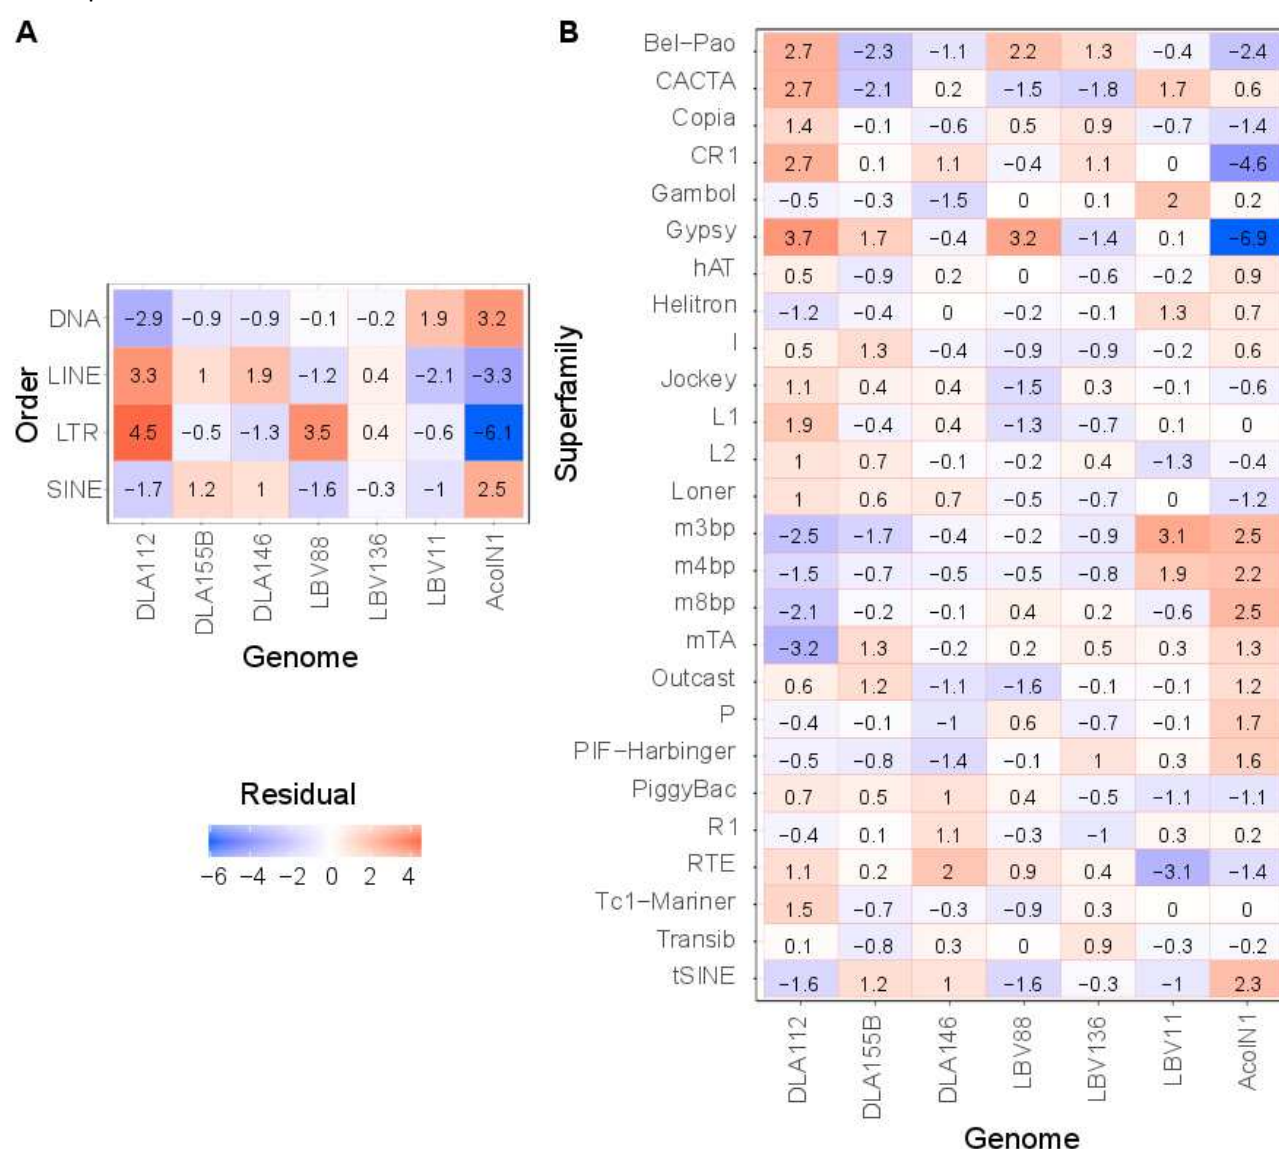 A
DNA −2.9 −0.9 −0.9 −0.1 −0.2 1.9 3.2
LINE 3.3 1 1.9 −1.2 0.4 −2.1 −3.3
LTR 4.5 −0.5 −1.3 3.5 0.4 −0.6 −6.1
SINE −1.7 1.2 1 −1.6 −0.3 −1 2.5
Order
DLA112 DLA155B DLA146 LBV88 LBV136 LBV11 AcolN1
Genome
Residual
−6 −4 −2 0 2 4
B
Bel−Pao 2.7 −2.3 −1.1 2.2 1.3 −0.4 −2.4
CACTA 2.7 −2.1 0.2 −1.5 −1.8 1.7 0.6
Copia 1.4 −0.1 −0.6 0.5 0.9 −0.7 −1.4
CR1 2.7 0.1 1.1 −0.4 1.1 0 −4.6
Gambol −0.5 −0.3 −1.5 0 0.1 2 0.2
Gypsy 3.7 1.7 −0.4 3.2 −1.4 0.1 −6.9
hAT 0.5 −0.9 0.2 0 −0.6 −0.2 0.9
Helitron −1.2 −0.4 0 −0.2 −0.1 1.3 0.7
I 0.5 1.3 −0.4 −0.9 −0.9 −0.2 0.6
Jockey 1.1 0.4 0.4 −1.5 0.3 −0.1 −0.6
L1 1.9 −0.4 0.4 −1.3 −0.7 0.1 0
L2 1 0.7 −0.1 −0.2 0.4 −1.3 −0.4
Loner 1 0.6 0.7 −0.5 −0.7 0 −1.2
m3bp −2.5 −1.7 −0.4 −0.2 −0.9 3.1 2.5
m4bp −1.5 −0.7 −0.5 −0.5 −0.8 1.9 2.2
m8bp −2.1 −0.2 −0.1 0.4 0.2 −0.6 2.5
mTA −3.2 1.3 −0.2 0.2 0.5 0.3 1.3
Outcast 0.6 1.2 −1.1 −1.6 −0.1 −0.1 1.2
P −0.4 −0.1 −1 0.6 −0.7 −0.1 1.7
PIF−Harbinger −0.5 −0.8 −1.4 −0.1 1 0.3 1.6
PiggyBac 0.7 0.5 1 0.4 −0.5 −1.1 −1.1
R1 −0.4 0.1 1.1 −0.3 −1 0.3 0.2
RTE 1.1 0.2 2 0.9 0.4 −3.1 −1.4
Tc1−Mariner 1.5 −0.7 −0.3 −0.9 0.3 0 0
Transib 0.1 −0.8 0.3 0 0.9 −0.3 −0.2
tSINE −1.6 1.2 1 −1.6 −0.3 −1 2.3
Superfamily
DLA112 DLA155B DLA146 LBV88 LBV136 LBV11 AcolN1
Genome